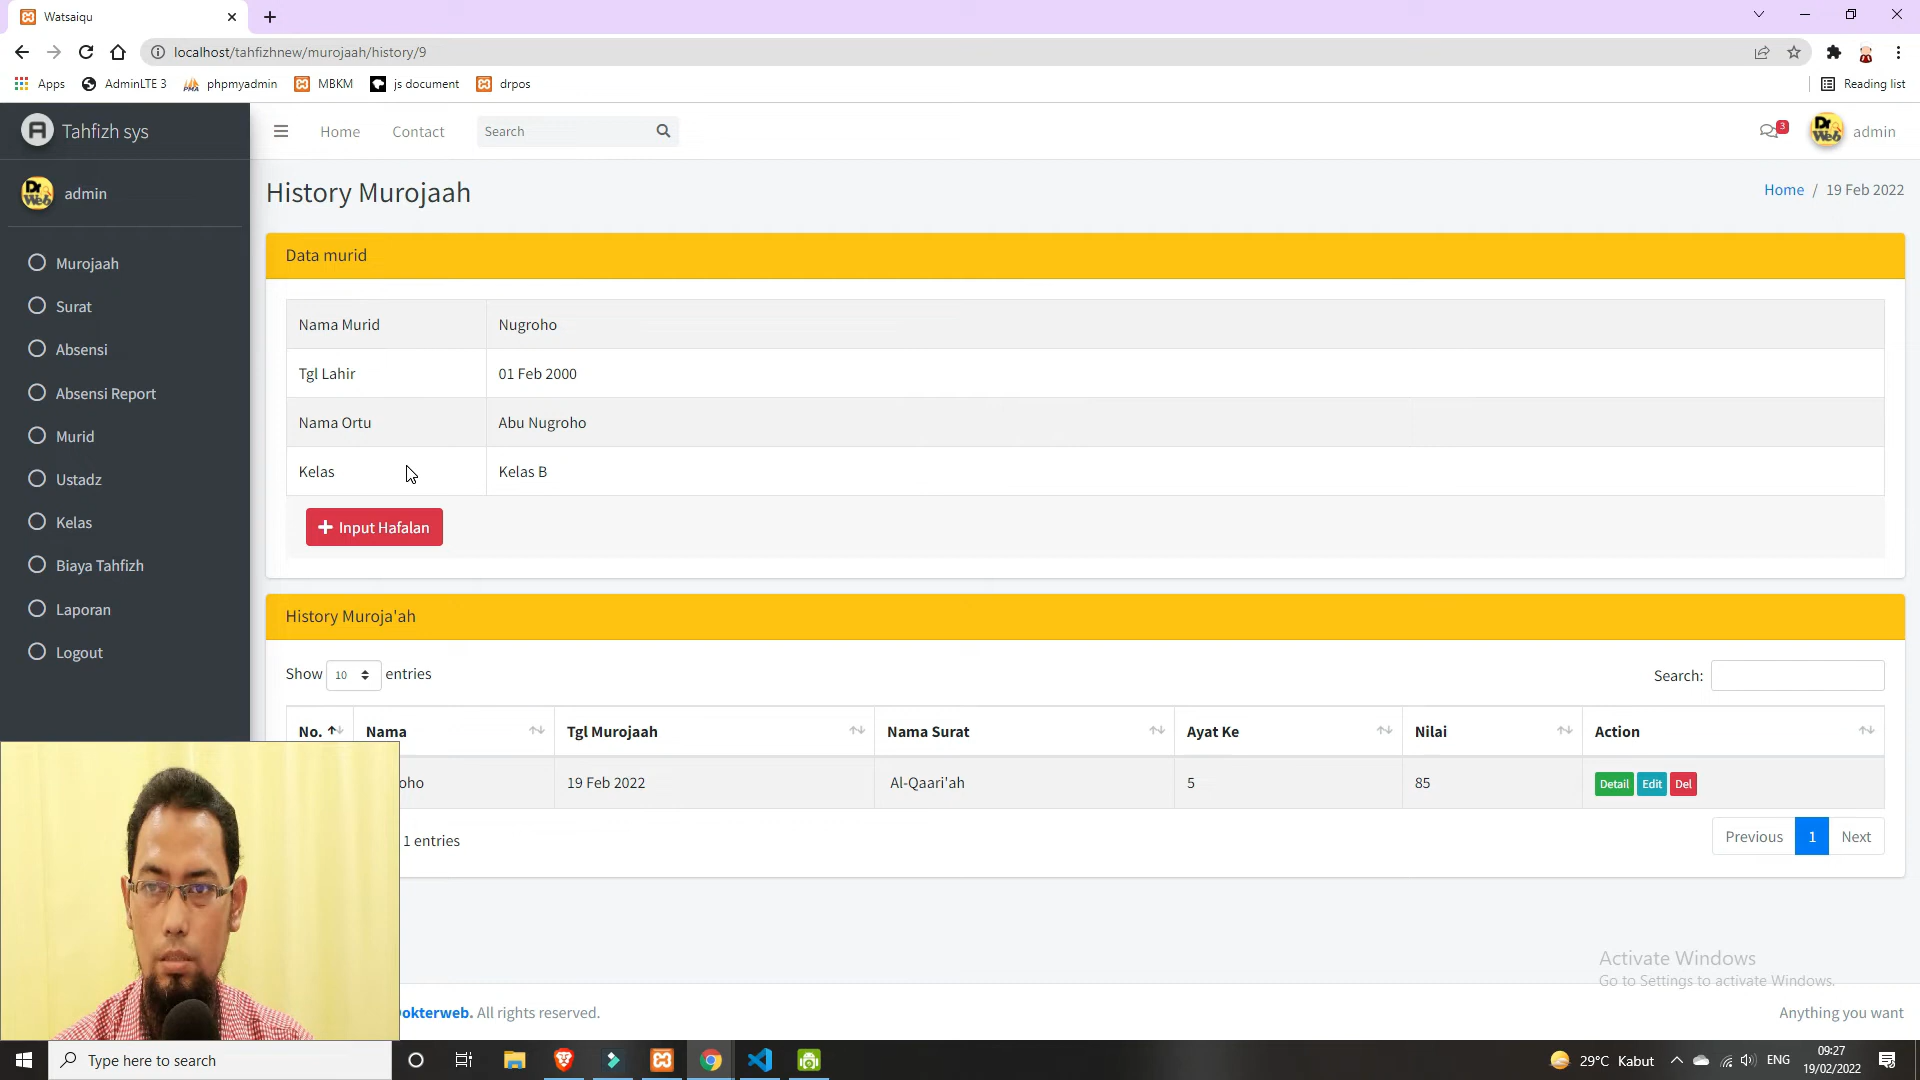 Watsaiqu
localhost/tahfizhnew/murojaah/history/9
Apps AdminLTE 3 phpmyadmin MBKM js document drpos Reading list
Tahfizh sys
Home Contact Search 3 admin
admin
Murojaah
Surat
Absensi
Absensi Report
Murid
Ustadz
Kelas
Biaya Tahfizh
Laporan
Logout
History Murojaah
Home / 19 Feb 2022
Data murid
Nama Murid Nugroho
Tgl Lahir 01 Feb 2000
Nama Ortu Abu Nugroho
Kelas Kelas B
Input Hafalan
History Muroja'ah
Show 10 entries Search:
No. Nama Tgl Murojaah Nama Surat Ayat Ke Nilai Action
oho 19 Feb 2022 Al-Qaari'ah 5 85 Detail Edit Del
1 entries Previous 1 Next
Activate Windows
Go to Settings to activate Windows.
okterweb. All rights reserved. Anything you want
Type here to search 29°C Kabut ENG 09:27
19/02/2022